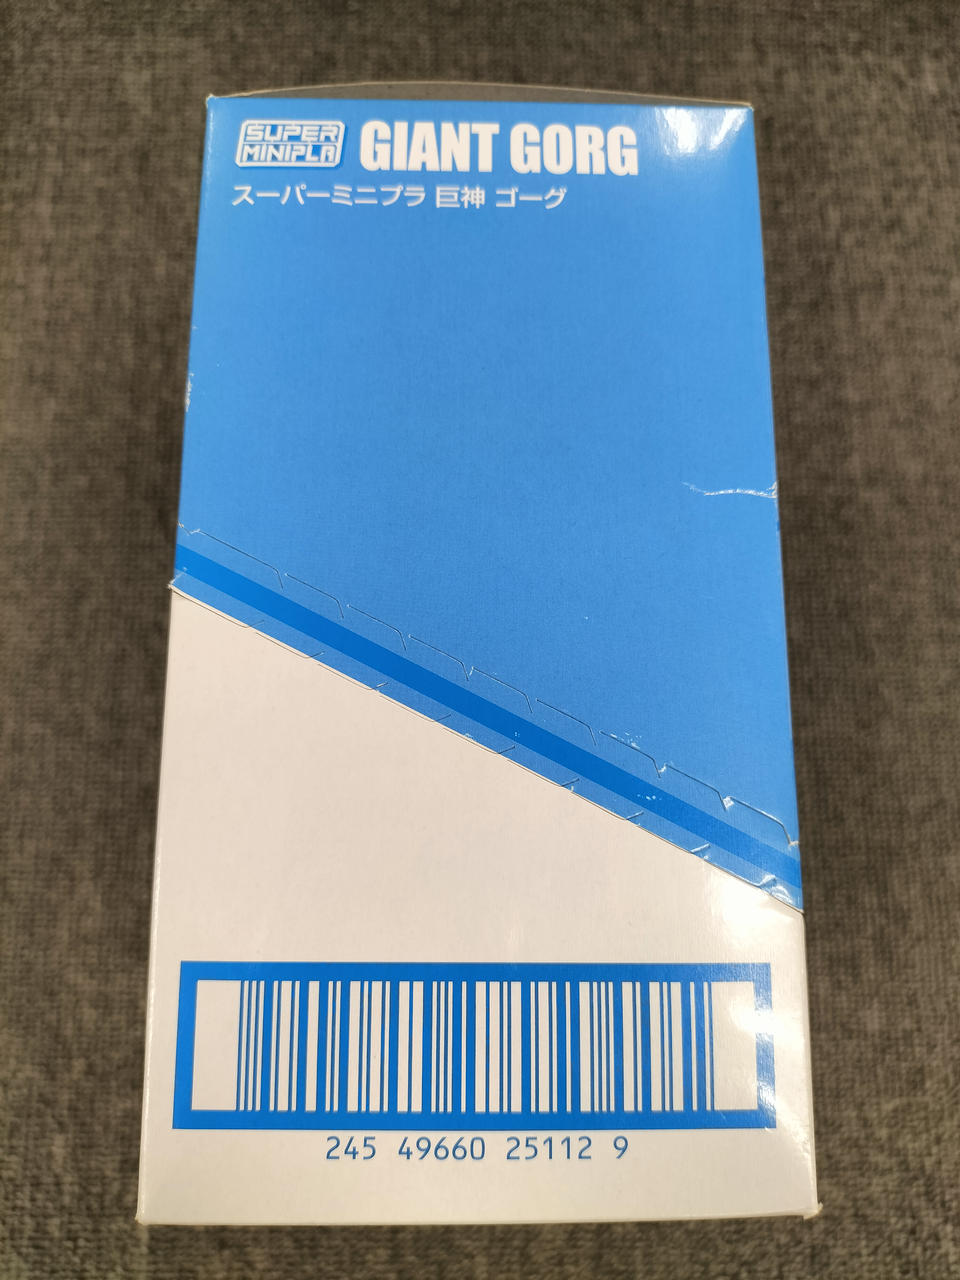 SUPER
MINIPLA
GIANT GORG
スーパーミニプラ 巨神 ゴーグ
245 49660 25112 9